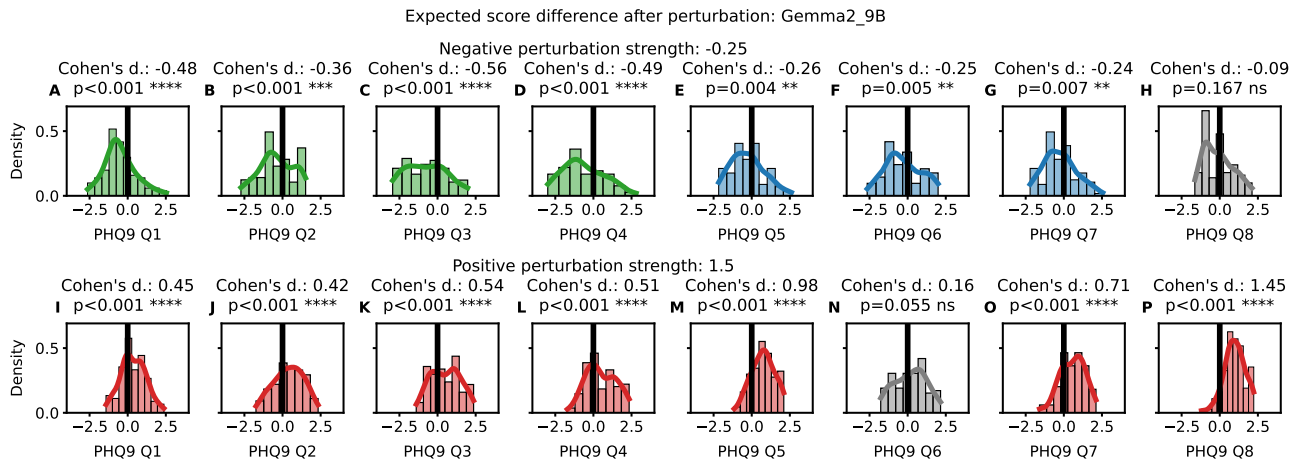 Expected score difference after perturbation: Gemma2_9B
Negative perturbation strength: -0.25
Cohen's d.: -0.48 Cohen's d.: -0.36 Cohen's d.: -0.56 Cohen's d.: -0.49 Cohen's d.: -0.26 Cohen's d.: -0.25 Cohen's d.: -0.24 Cohen's d.: -0.09
A p<0.001 **** B p<0.001 *** C p<0.001 **** D p<0.001 **** E p=0.004 ** F p=0.005 ** G p=0.007 ** H p=0.167 ns
Density
0.5
0.0
−2.5 0.0 2.5 −2.5 0.0 2.5 −2.5 0.0 2.5 −2.5 0.0 2.5 −2.5 0.0 2.5 −2.5 0.0 2.5 −2.5 0.0 2.5 −2.5 0.0 2.5
PHQ9 Q1 PHQ9 Q2 PHQ9 Q3 PHQ9 Q4 PHQ9 Q5 PHQ9 Q6 PHQ9 Q7 PHQ9 Q8
Positive perturbation strength: 1.5
Cohen's d.: 0.45 Cohen's d.: 0.42 Cohen's d.: 0.54 Cohen's d.: 0.51 Cohen's d.: 0.98 Cohen's d.: 0.16 Cohen's d.: 0.71 Cohen's d.: 1.45
I p<0.001 **** J p<0.001 **** K p<0.001 **** L p<0.001 **** M p<0.001 **** N p=0.055 ns O p<0.001 **** P p<0.001 ****
Density
0.5
0.0
−2.5 0.0 2.5 −2.5 0.0 2.5 −2.5 0.0 2.5 −2.5 0.0 2.5 −2.5 0.0 2.5 −2.5 0.0 2.5 −2.5 0.0 2.5 −2.5 0.0 2.5
PHQ9 Q1 PHQ9 Q2 PHQ9 Q3 PHQ9 Q4 PHQ9 Q5 PHQ9 Q6 PHQ9 Q7 PHQ9 Q8